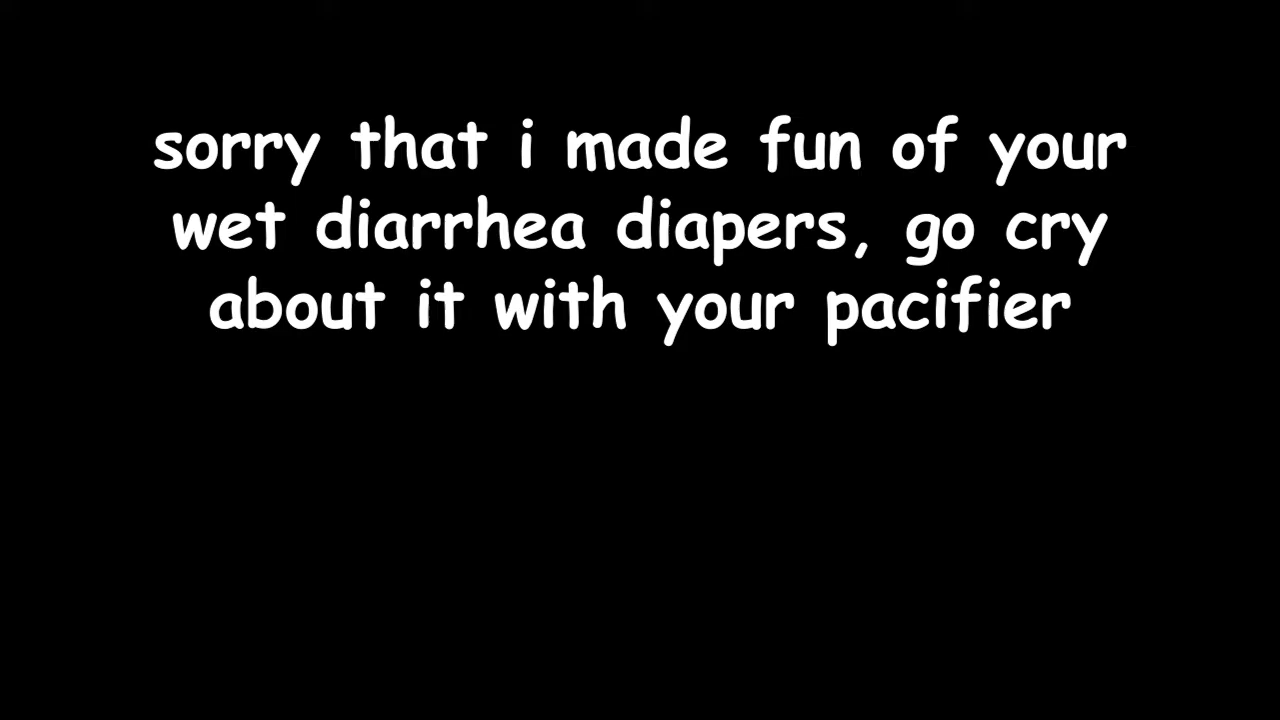 sorry that i made fun of your
wet diarrhea diapers, go cry
about it with your pacifier